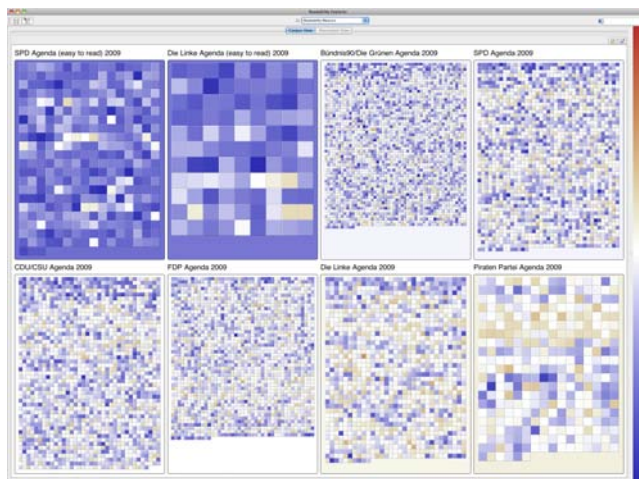 SPD Agenda (easy to read) 2009
Die Linke Agenda (easy to read) 2009
Bündnis90/Die Grünen Agenda 2009
SPD Agenda 2009
CDU/CSU Agenda 2009
FDP Agenda 2009
Die Linke Agenda 2009
Piraten Partei Agenda 2009